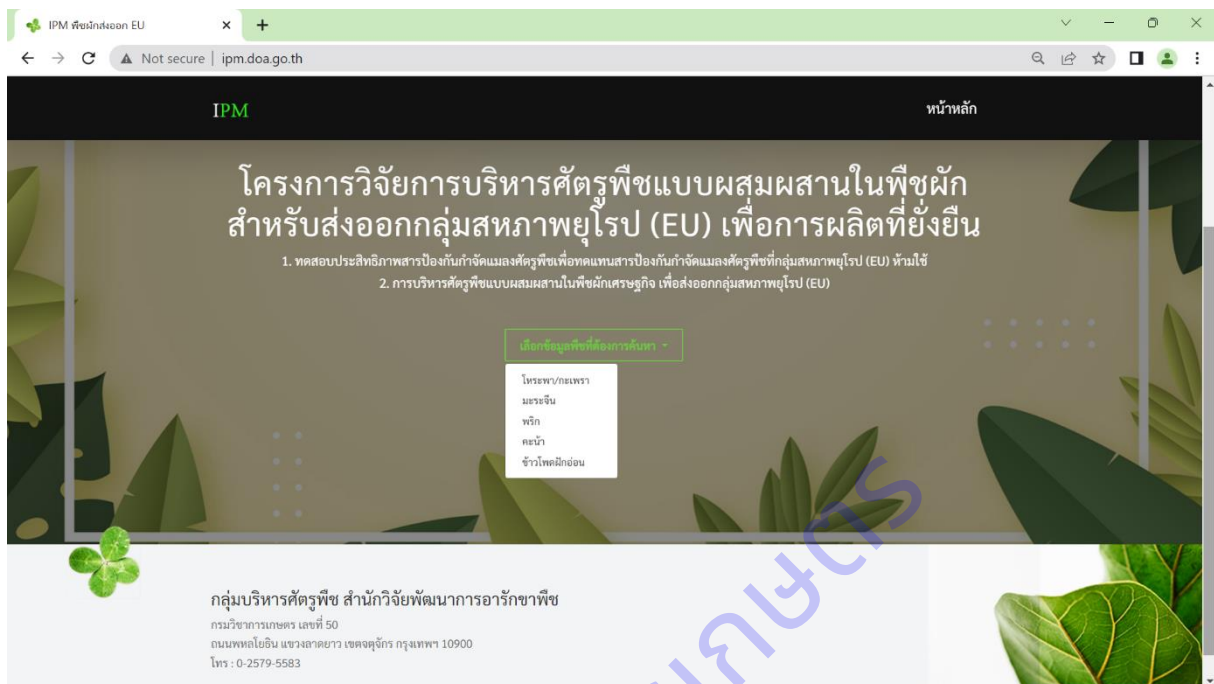 IPM พืชผักส่งออก EU
Not secure
ipm.doa.go.th
IPM
หน้าหลัก
โครงการวิจัยการบริหารศัตรูพืชแบบผสมผสานในพืชผัก
สำหรับส่งออกกลุ่มสหภาพยุโรป (EU) เพื่อการผลิตที่ยั่งยืน
1. ทดสอบประสิทธิภาพสารป้องกันกำจัดแมลงศัตรูพืชเพื่อทดแทนสารป้องกันกำจัดแมลงศัตรูพืชที่กลุ่มสหภาพยุโรป (EU) ห้ามใช้
2. การบริหารศัตรูพืชแบบผสมผสานในพืชผักเศรษฐกิจ เพื่อส่งออกกลุ่มสหภาพยุโรป (EU)
เลือกข้อมูลพืชที่ต้องการค้นหา
โหระพา/กะเพรา
มะระจีน
พริก
คะน้า
ข้าวโพดฝักอ่อน
กลุ่มบริหารศัตรูพืช สำนักวิจัยพัฒนาการอารักขาพืช
กรมวิชาการเกษตร เลขที่ 50
ถนนพหลโยธิน แขวงลาดยาว เขตจตุจักร กรุงเทพฯ 10900
โทร : 0-2579-5583